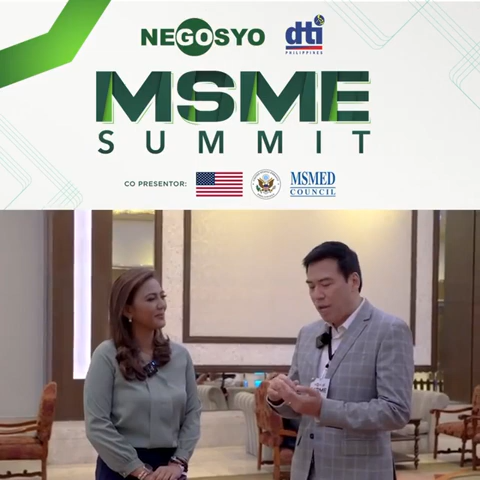 NEGOSYO
dti
PHILIPPINES
MSME
SUMMIT
CO PRESENTOR:
MSMED
COUNCIL